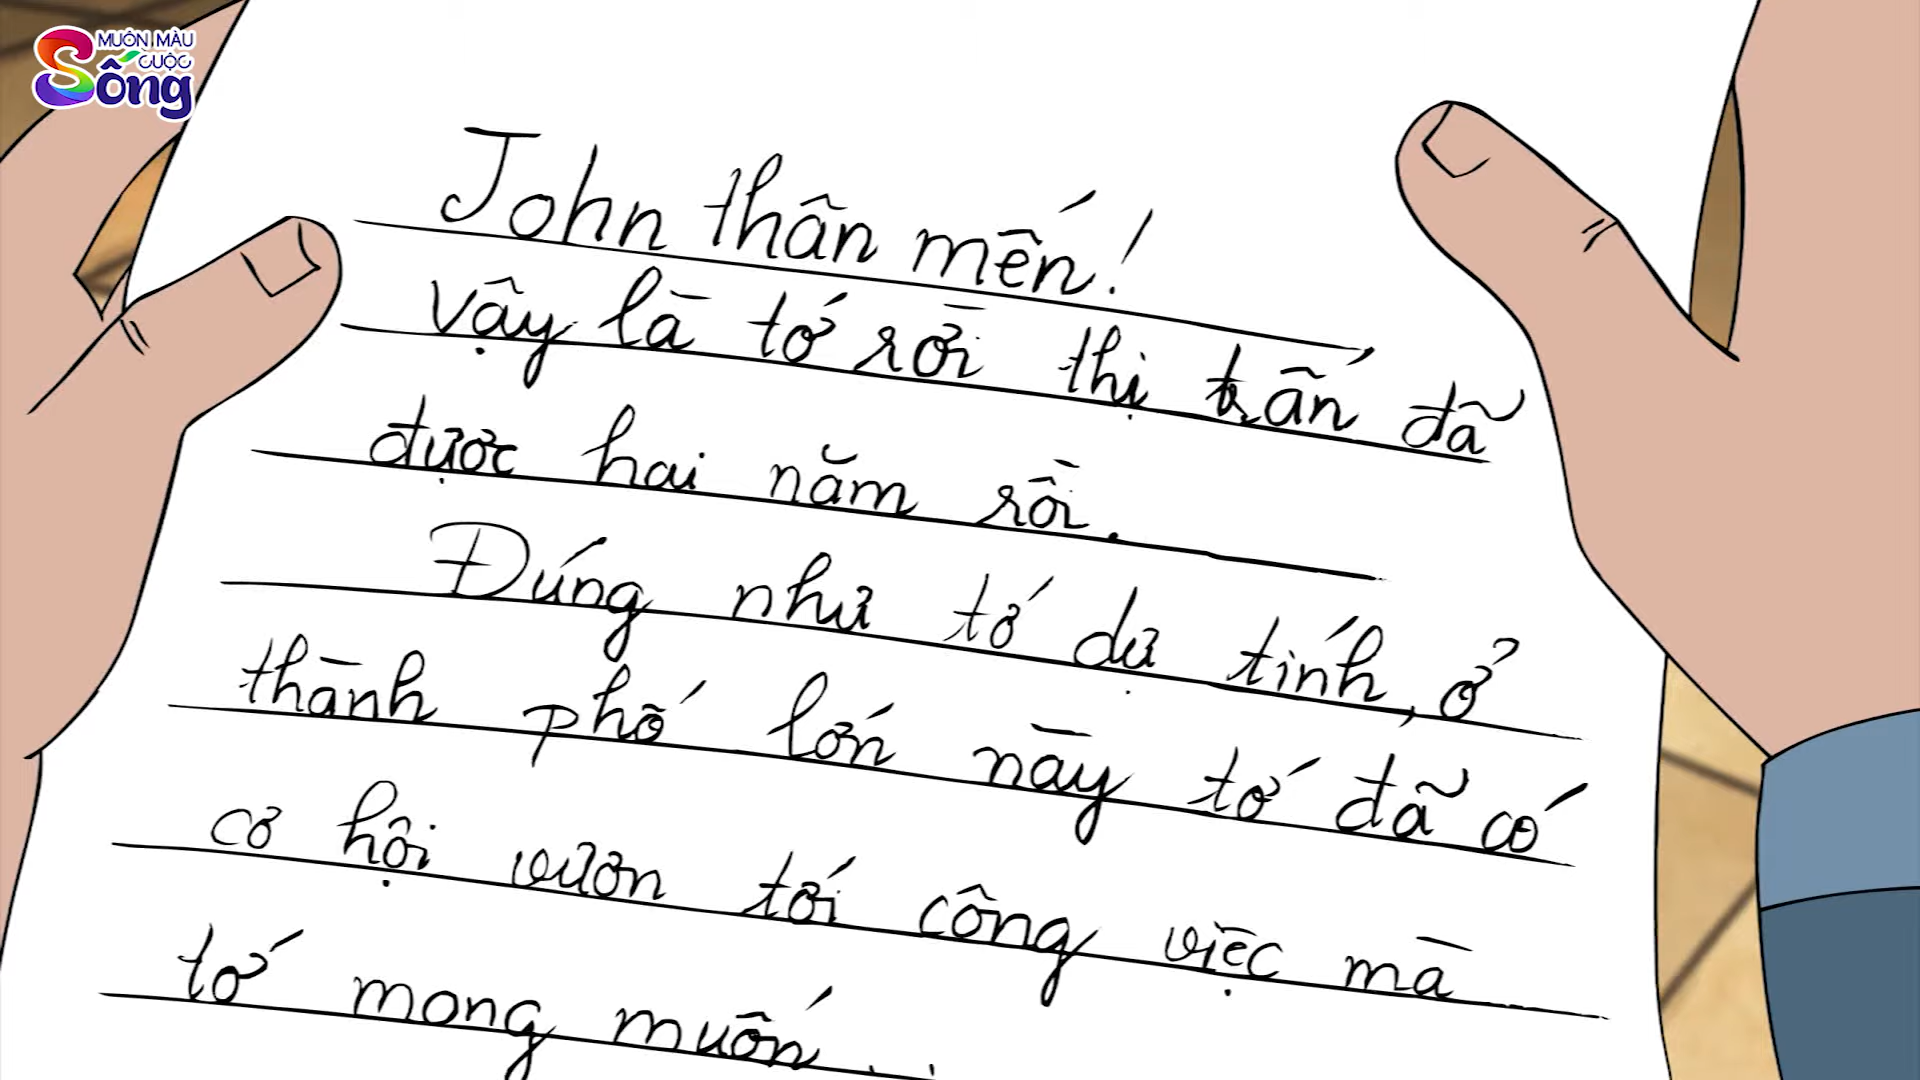 MUÔN MÀU
CUỘC
Sống
John thân mến!
Vậy là tớ rời thị trấn đã
được hai năm rồi.
Đúng như tớ dự tính, ở
thành phố lớn này tớ đã có
cơ hội vươn tới công việc mà
tớ mong muốn..